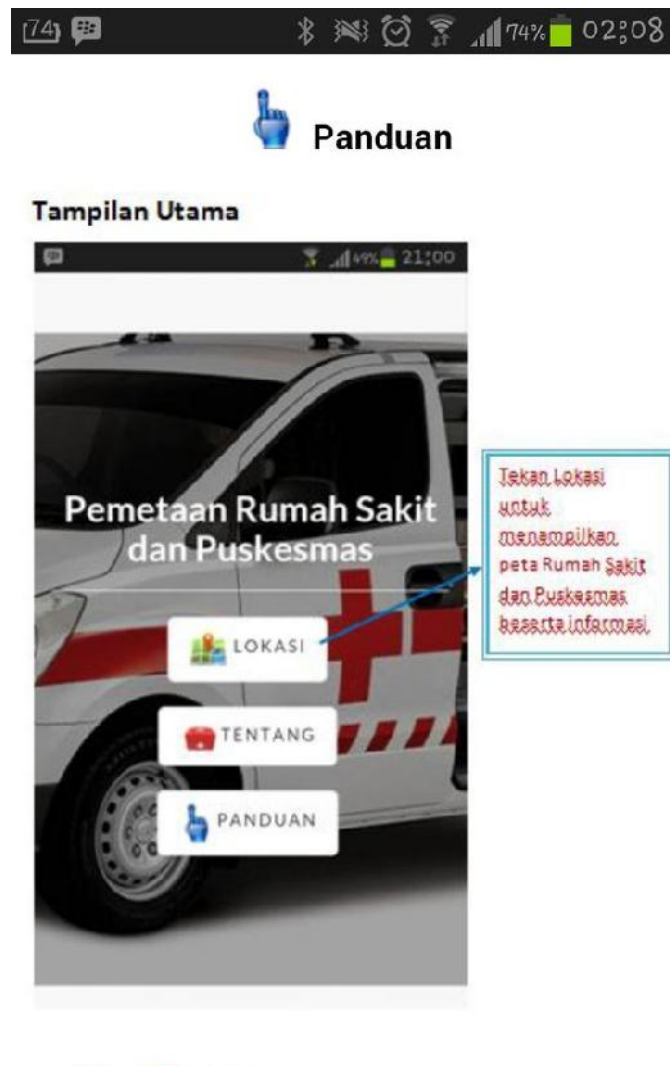 74 74% 02:08
Panduan
Tampilan Utama
49% 21:00
Pemetaan Rumah Sakit
dan Puskesmas
LOKASI
TENTANG
PANDUAN
Tekan Lokasi
untuk
menampilkan
peta Rumah Sakit
dan Puskesmas
beserta informasi.